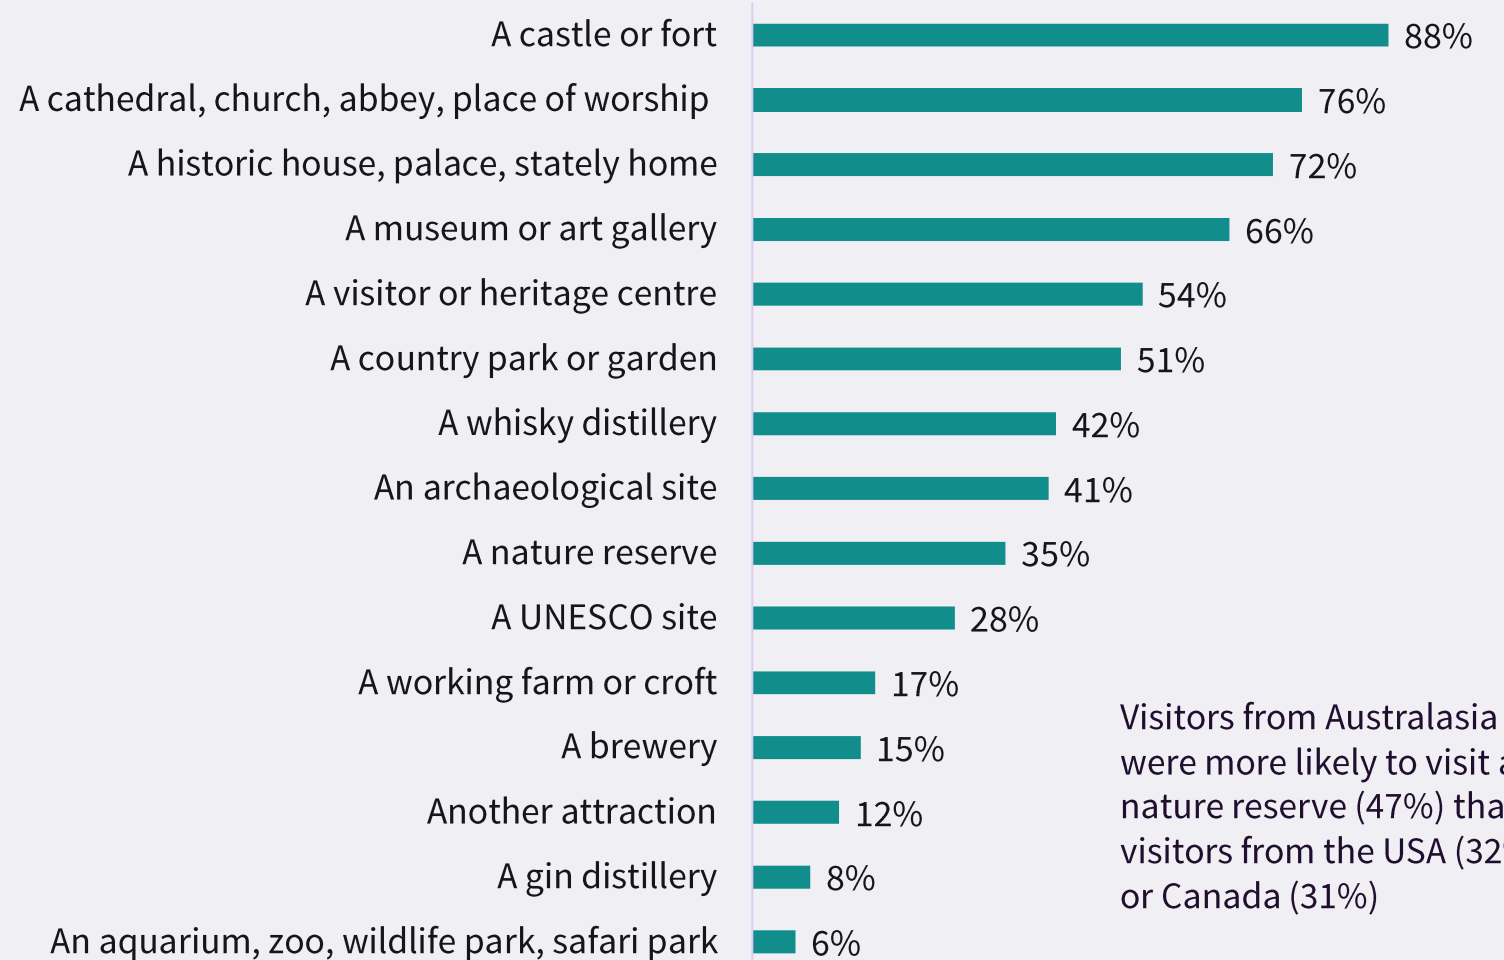 A castle or fort 88%
A cathedral, church, abbey, place of worship 76%
A historic house, palace, stately home 72%
A museum or art gallery 66%
A visitor or heritage centre 54%
A country park or garden 51%
A whisky distillery 42%
An archaeological site 41%
A nature reserve 35%
A UNESCO site 28%
A working farm or croft 17%
A brewery 15%
Another attraction 12%
A gin distillery 8%
An aquarium, zoo, wildlife park, safari park 6%
Visitors from Australasia
were more likely to visit a
nature reserve (47%)
visitors from the USA
or Canada (31%)